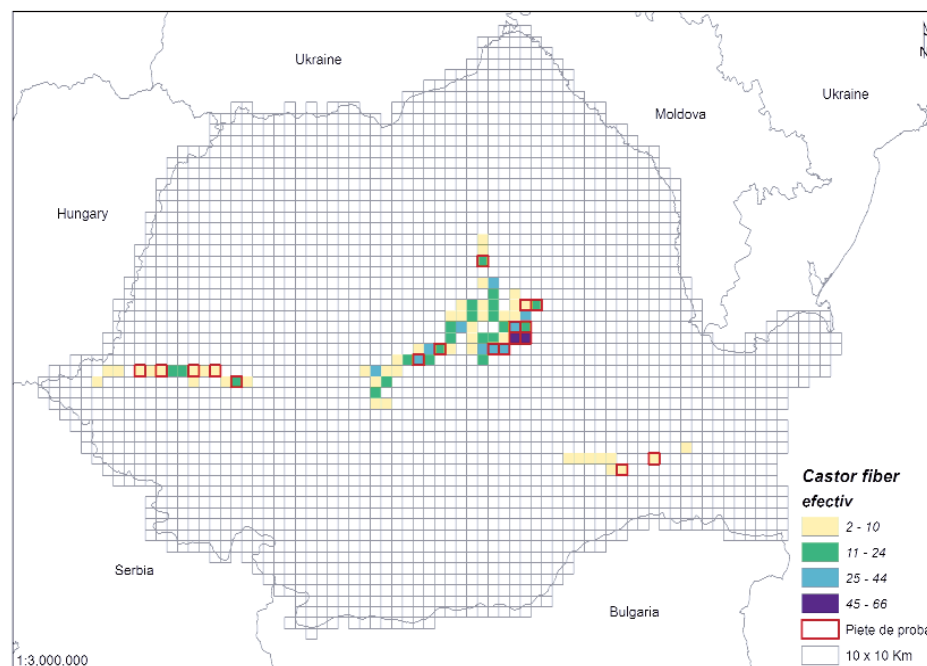 Ukraine
Ukraine
Moldova
Hungary
Castor fiber
efectiv
2 - 10
11 - 24
25 - 44
45 - 66
Piete de proba
10 x 10 Km
Serbia
Bulgaria
1:3.000.000